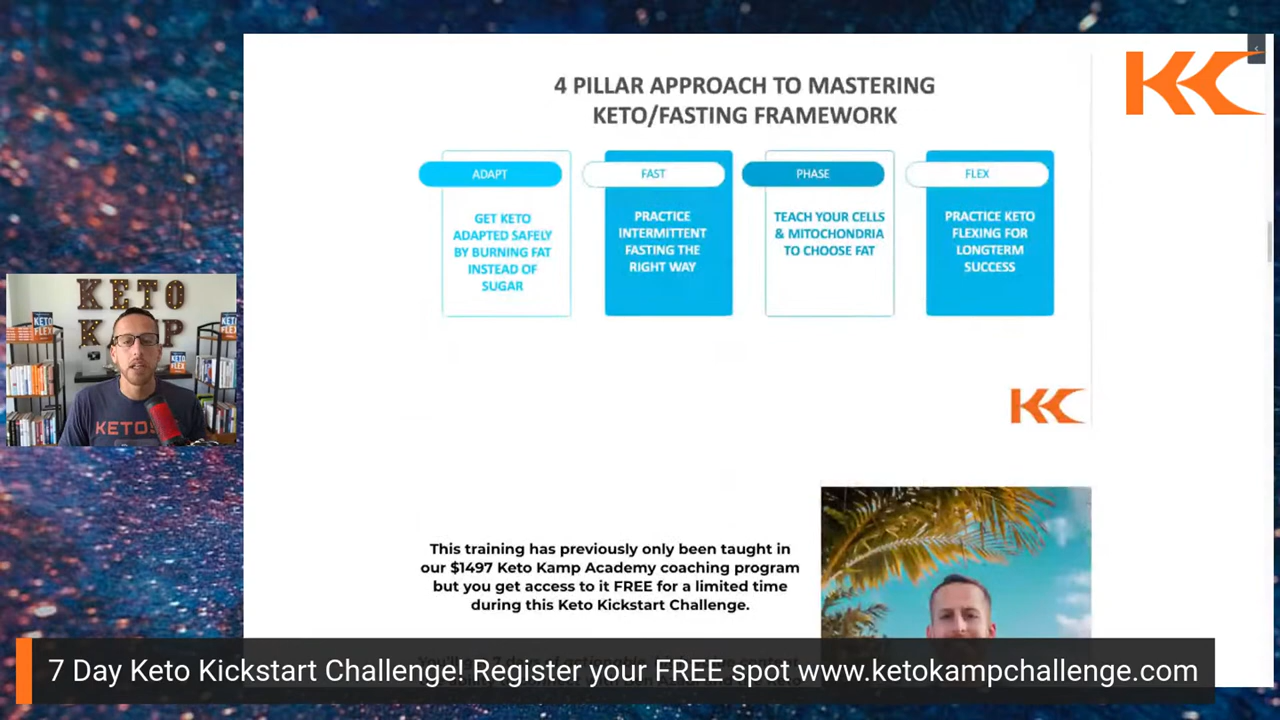 4 PILLAR APPROACH TO MASTERING
KETO/FASTING FRAMEWORK
KC
ADAPT
GET KETO
ADAPTED SAFELY
BY BURNING FAT
INSTEAD OF
SUGAR
FAST
PRACTICE
INTERMITTENT
FASTING THE
RIGHT WAY
PHASE
TEACH YOUR CELLS
& MITOCHONDRIA
TO CHOOSE FAT
FLEX
PRACTICE KETO
FLEXING FOR
LONGTERM
SUCCESS
KETO
KAMP
KETO
FLEX
KC
This training has previously only been taught in
our $1497 Keto Kamp Academy coaching program
but you get access to it FREE for a limited time
during this Keto Kickstart Challenge.
7 Day Keto Kickstart Challenge! Register your FREE spot www.ketokampchallenge.com